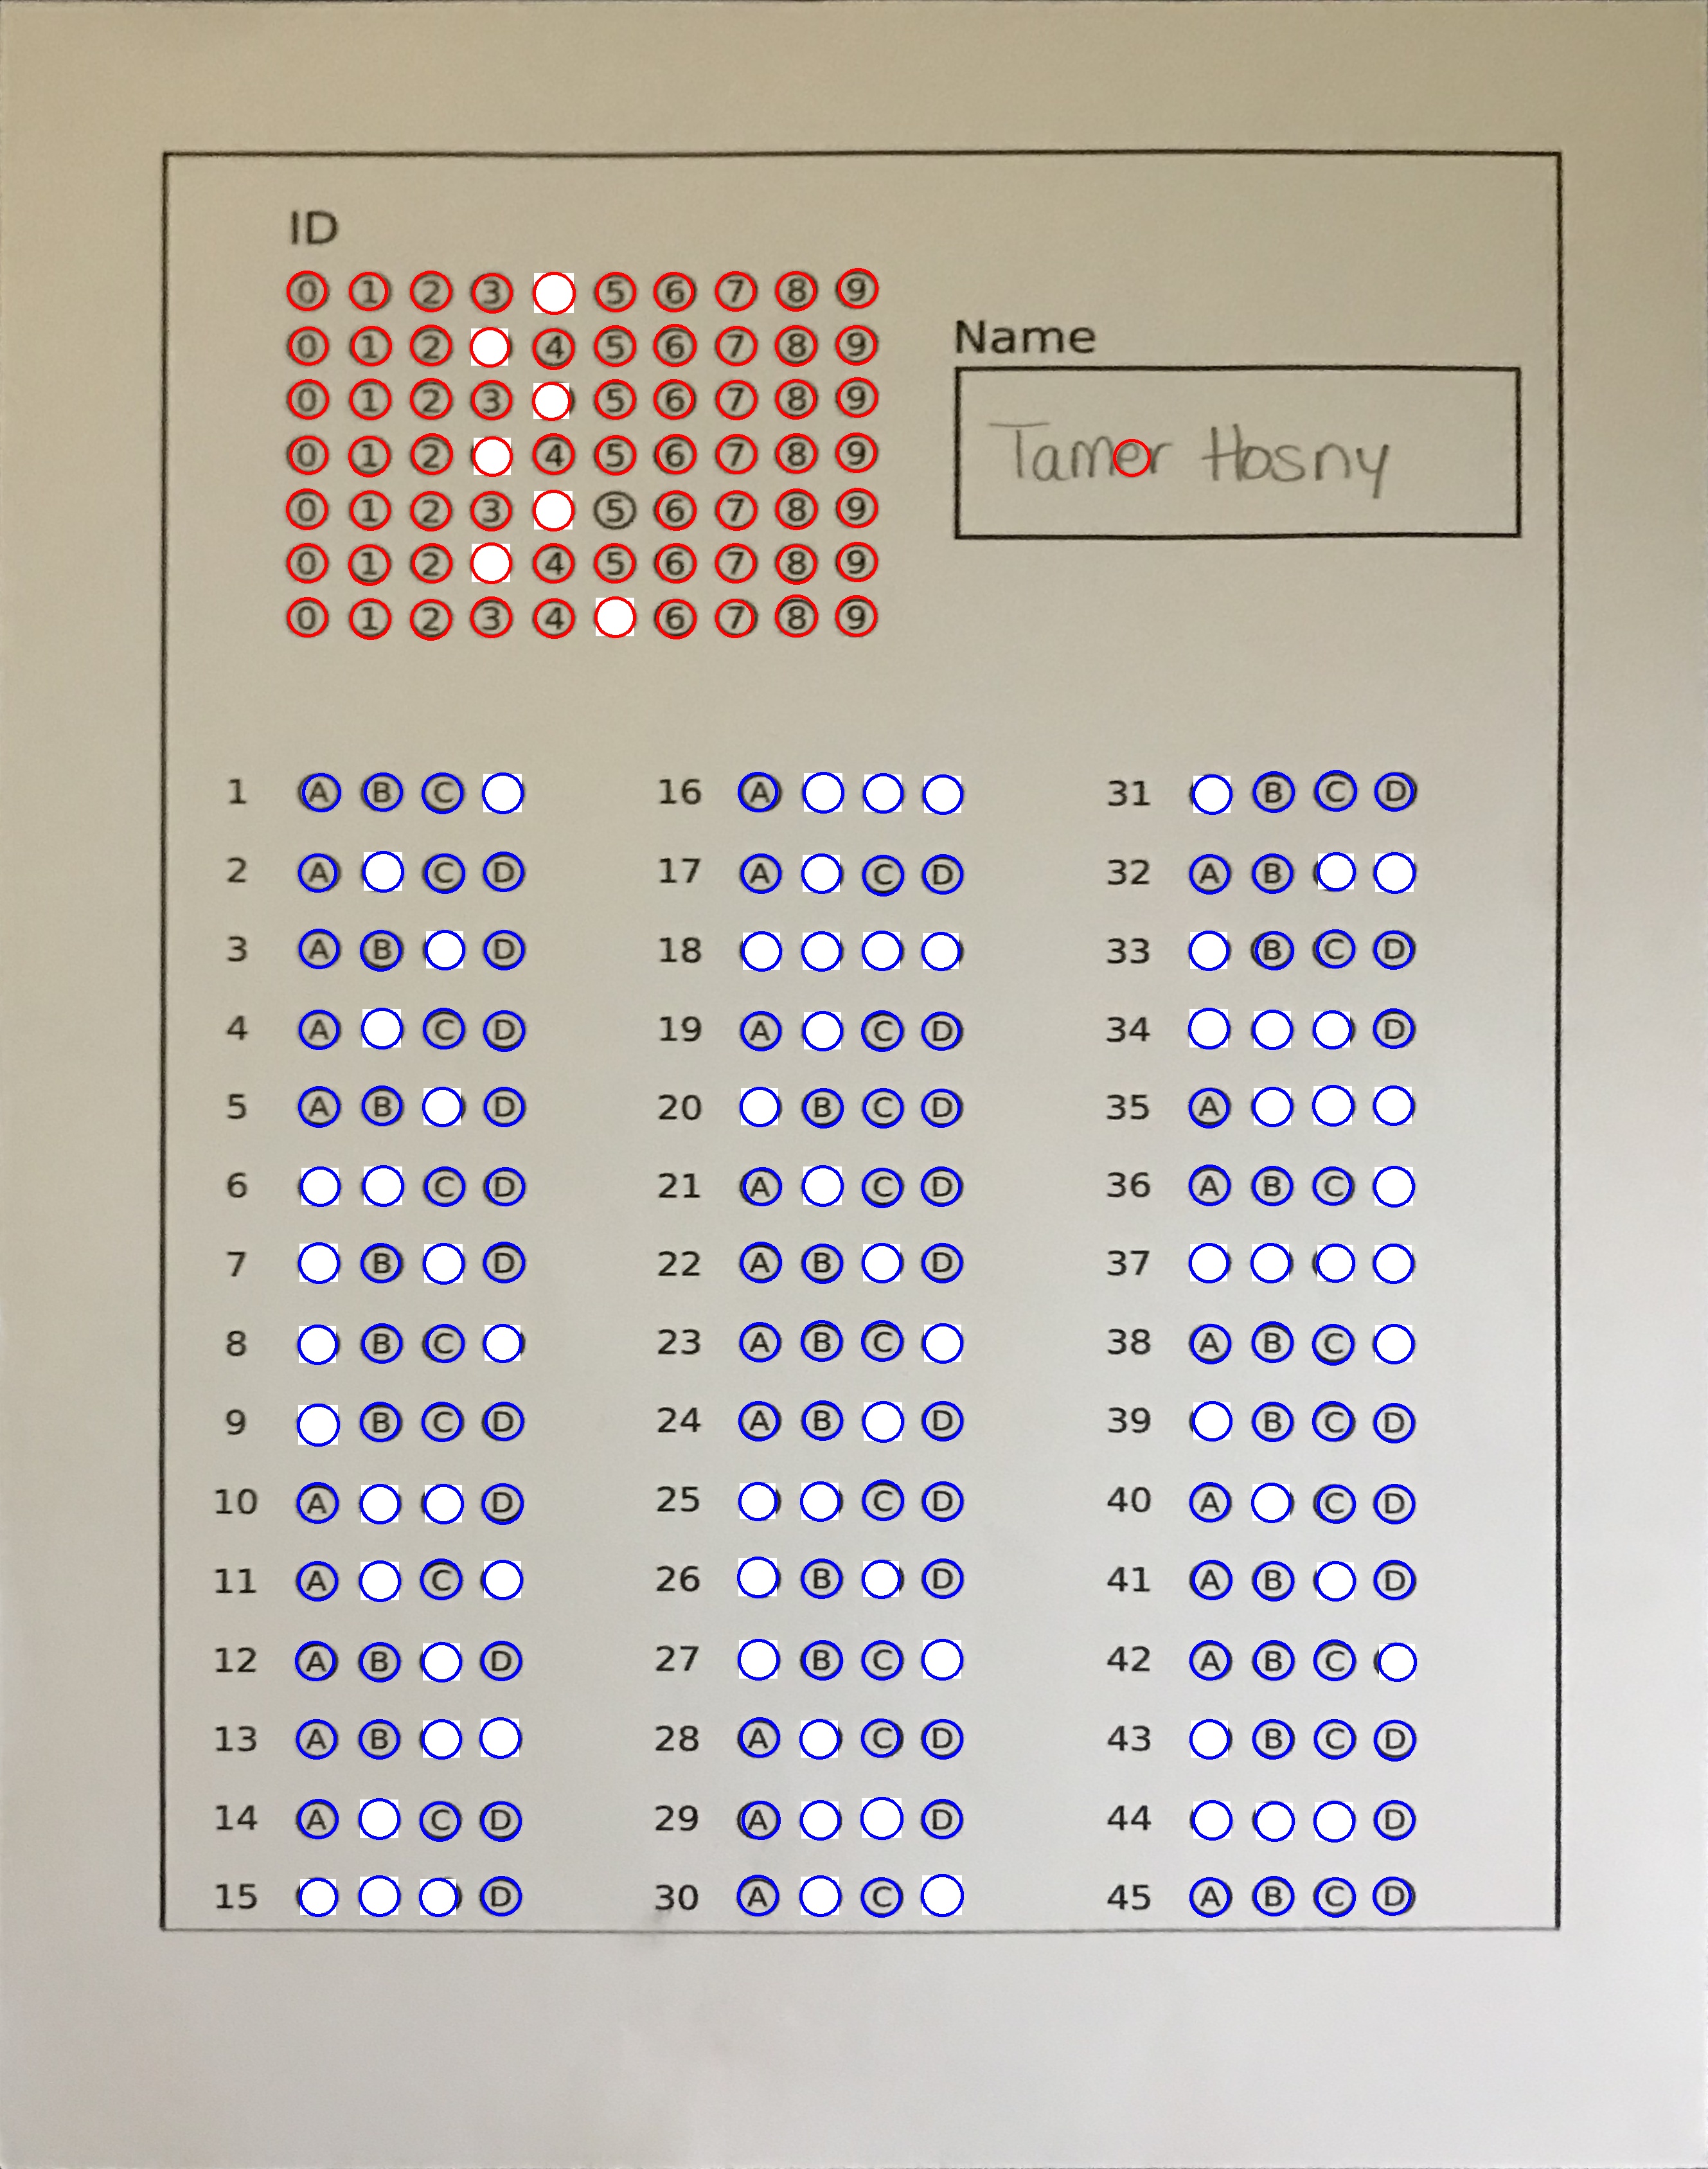 ID
0 1 2 3 5 6 7 8 9
0 1 2 4 5 6 7 8 9
0 1 2 3 5 6 7 8 9
0 1 2 4 5 6 7 8 9
0 1 2 3 5 6 7 8 9
0 1 2 4 5 6 7 8 9
0 1 2 3 4 6 7 8 9
Name
Tamer Hosny
1 A B C
2 A C D
3 A B D
4 A C D
5 A B D
6 C D
7 B D
8 B C
9 B C D
10 A D
11 A C
12 A B D
13 A B
14 A C D
15 D
16 A
17 A C D
18
19 A C D
20 B C D
21 A C D
22 A B D
23 A B C
24 A B D
25 C D
26 B D
27 B C
28 A C D
29 A D
30 A C
31 B C D
32 A B
33 B C D
34 D
35 A
36 A B C
37
38 A B C
39 B C D
40 A C D
41 A B D
42 A B C
43 B C D
44 D
45 A B C D